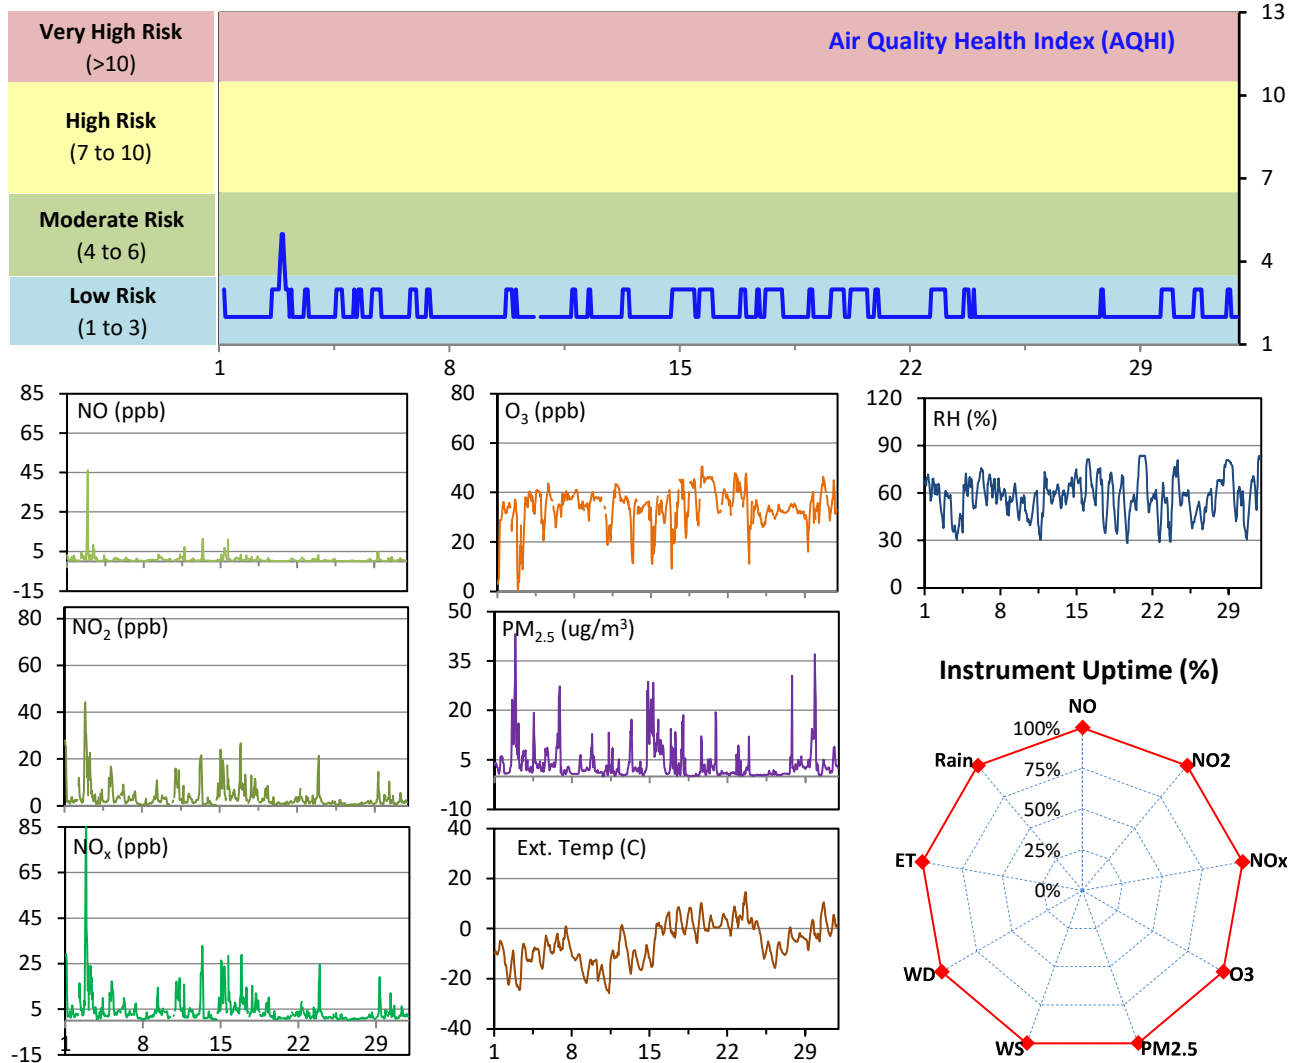 Very High Risk
(>10)
High Risk
(7 to 10)
Moderate Risk
(4 to 6)
Low Risk
(1 to 3)
Air Quality Health Index (AQHI)
13
10
7
4
1
1 8 15 22 29
NO (ppb)
85
65
45
25
5
-15
O3 (ppb)
80
60
40
20
0
RH (%)
120
90
60
30
0
1 8 15 22 29
NO2 (ppb)
80
60
40
20
0
PM2.5 (ug/m3)
50
35
20
5
-10
NOx (ppb)
85
65
45
25
5
-15
1 8 15 22 29
Ext. Temp (C)
40
20
0
-20
-40
1 8 15 22 29
Instrument Uptime (%)
NO
NO2
NOx
O3
PM2.5
WS
WD
ET
Rain
100%
75%
50%
25%
0%